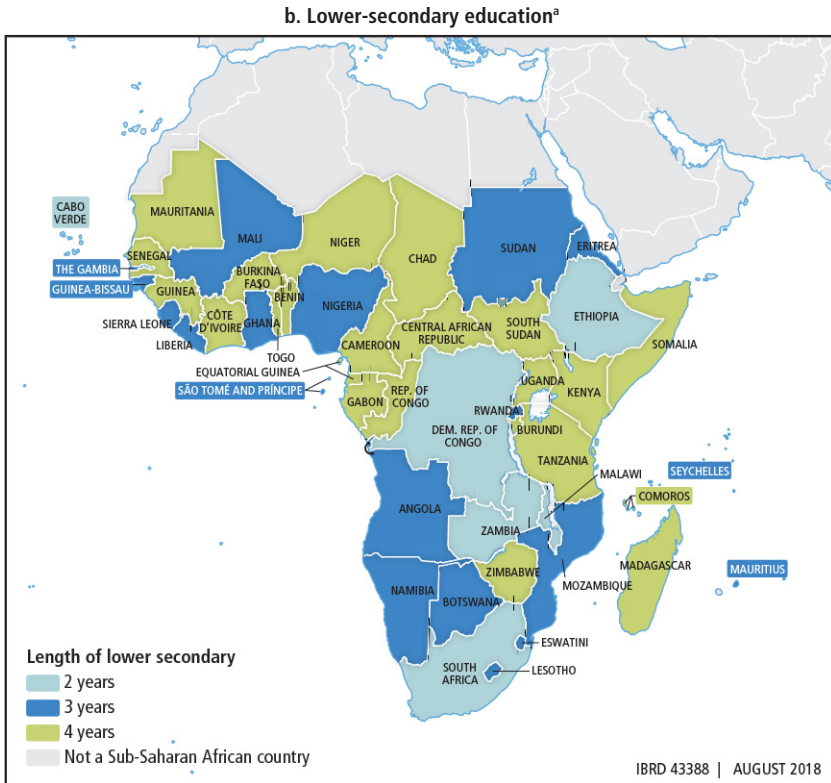 b. Lower-secondary educationª
CABO
VERDE
MAURITANIA
MALI
NIGER
CHAD
SUDAN
ERITREA
SENEGAL
THE GAMBIA
GUINEA-BISSAU
GUINEA
BURKINA
FASO
BENIN
NIGERIA
ETHIOPIA
SIERRA LEONE
CÔTE
D'IVOIRE
GHANA
CENTRAL AFRICAN
REPUBLIC
SOUTH
SUDAN
SOMALIA
LIBERIA
TOGO
CAMEROON
EQUATORIAL GUINEA
SÃO TOMÉ AND PRÍNCIPE
GABON
REP. OF
CONGO
UGANDA
KENYA
RWANDA
BURUNDI
DEM. REP. OF
CONGO
TANZANIA
MALAWI
SEYCHELLES
COMOROS
ANGOLA
ZAMBIA
MADAGASCAR
MAURITIUS
ZIMBABWE
MOZAMBIQUE
NAMIBIA
BOTSWANA
ESWATINI
SOUTH
AFRICA
LESOTHO
Length of lower secondary
2 years
3 years
4 years
Not a Sub-Saharan African country
IBRD 43388 | AUGUST 2018